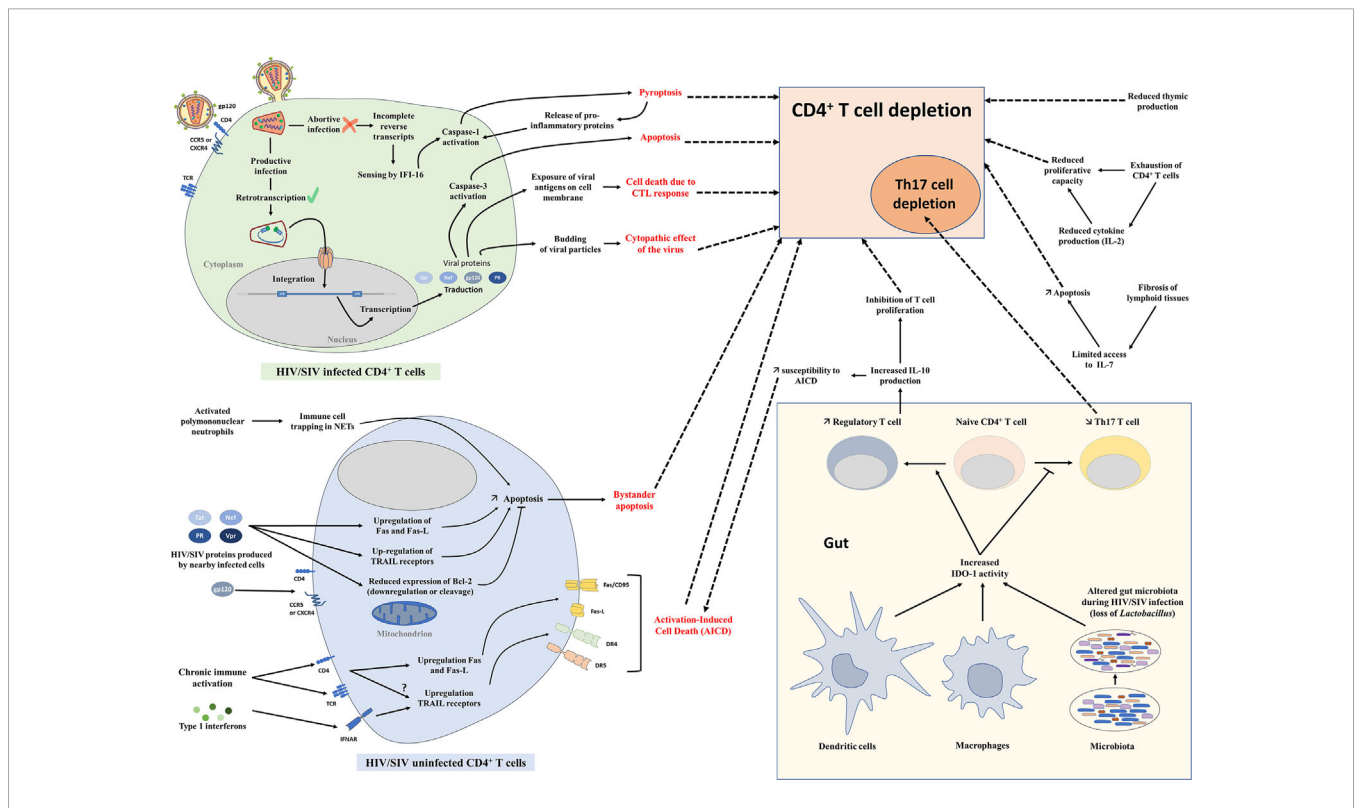 gp120
CD4
CCR5 or
CXCR4
TCR
Abortive
infection
Incomplete
reverse
transcripts
Sensing by IFI-16
Caspase-1
activation
Productive
infection
Retrotranscription
Caspase-3
activation
Cytoplasm
Integration
Transcription
Nucleus
Viral proteins
Tat
Nef
gp120
PR
Traduction
HIV/SIV infected CD4⁺ T cells
Pyroptosis
Release of pro-
inflammatory proteins
Apoptosis
Exposure of viral
antigens on cell
membrane
Cell death due to
CTL response
Budding
of viral particles
Cytopathic effect
of the virus
CD4⁺ T cell depletion
Th17 cell
depletion
Reduced thymic
production
Reduced
proliferative
capacity
Exhaustion of
CD4⁺ T cells
Reduced cytokine
production (IL-2)
↗ Apoptosis
Fibrosis of
lymphoid tissues
Limited access
to IL-7
Inhibition of T cell
proliferation
↗ susceptibility to
AICD
Increased IL-10
production
Activated
polymononuclear
neutrophils
Immune cell
trapping in NETs
↗ Apoptosis
Bystander
apoptosis
Tat
Nef
PR
Vpr
HIV/SIV proteins produced
by nearby infected cells
Upregulation of
Fas and Fas-L
Up-regulation of
TRAIL receptors
Reduced expression of Bcl-2
(downregulation or cleavage)
Mitochondrion
gp120
CD4
CCR5
or CXCR4
Fas/CD95
Fas-L
DR4
DR5
Activation-Induced
Cell Death (AICD)
Chronic immune
activation
CD4
TCR
Upregulation Fas
and Fas-L
?
Upregulation
TRAIL receptors
Type 1 interferons
IFNAR
HIV/SIV uninfected CD4⁺ T cells
↗ Regulatory T cell
Naive CD4⁺ T cell
↘ Th17 T cell
Gut
Increased
IDO-1 activity
Altered gut microbiota
during HIV/SIV infection
(loss of Lactobacillus)
Dendritic cells
Macrophages
Microbiota